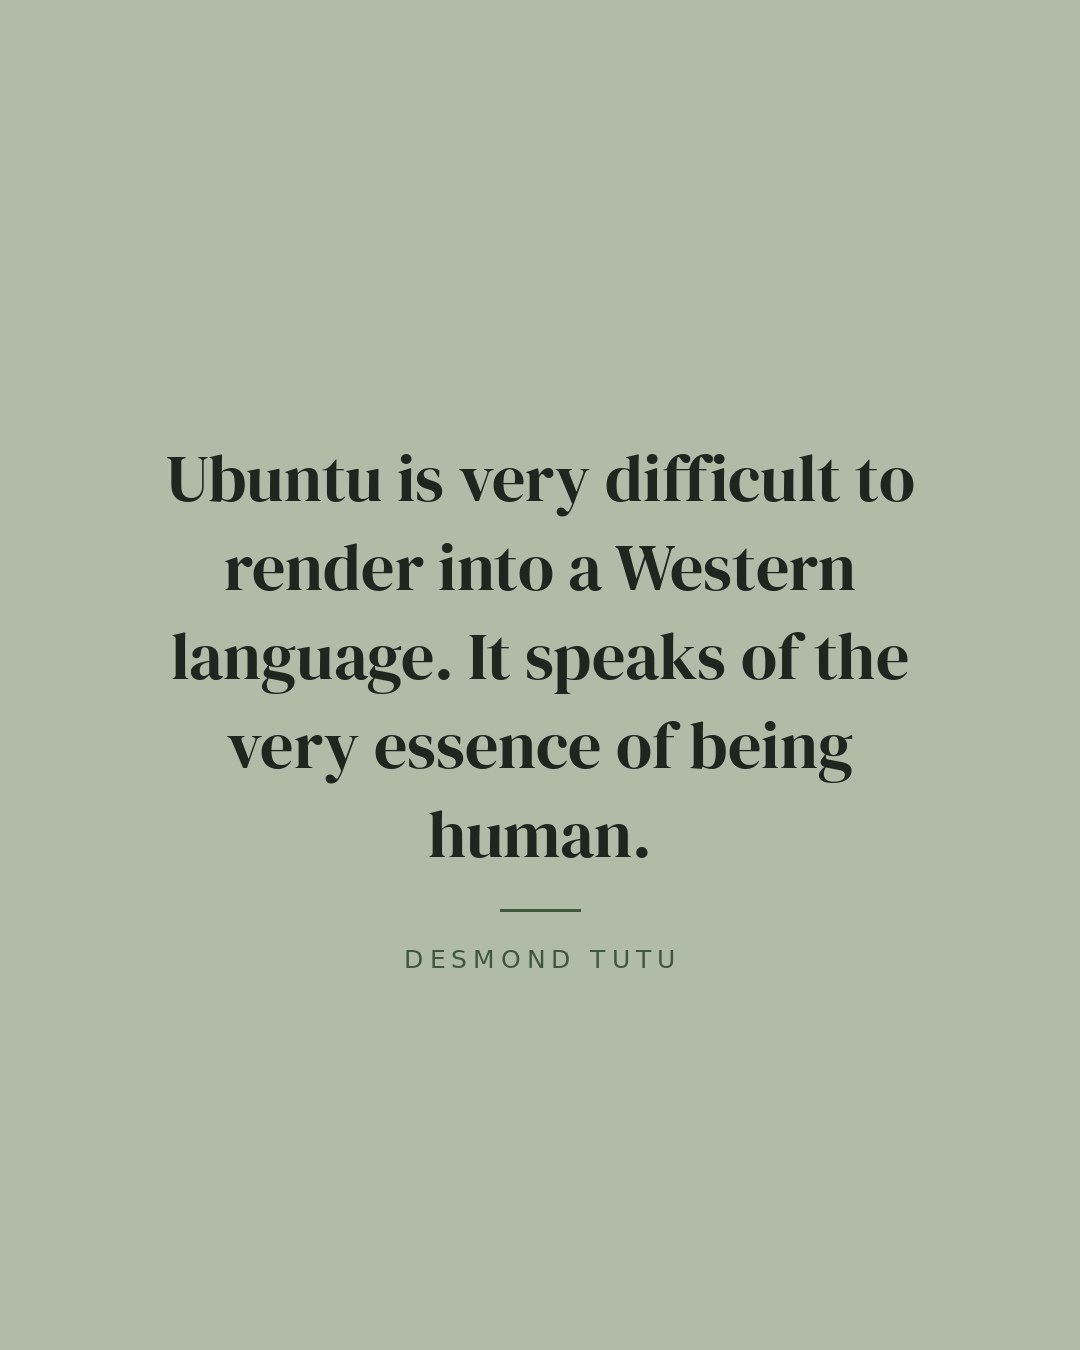 Ubuntu is very difficult to
render into a Western
language. It speaks of the
very essence of being
human.
DESMOND TUTU